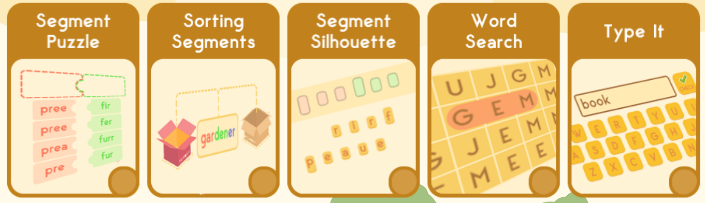 Segment
Puzzle
pree
fir
pree
fer
prea
furr
pre
fur
Sorting
Segments
gardener
Segment
Silhouette
r i r f
p e a u e
Word
Search
U J G M
G E M
J E M
M E E
Type It
book
W E R T Y U
A S D F G H J
Z X C V B N